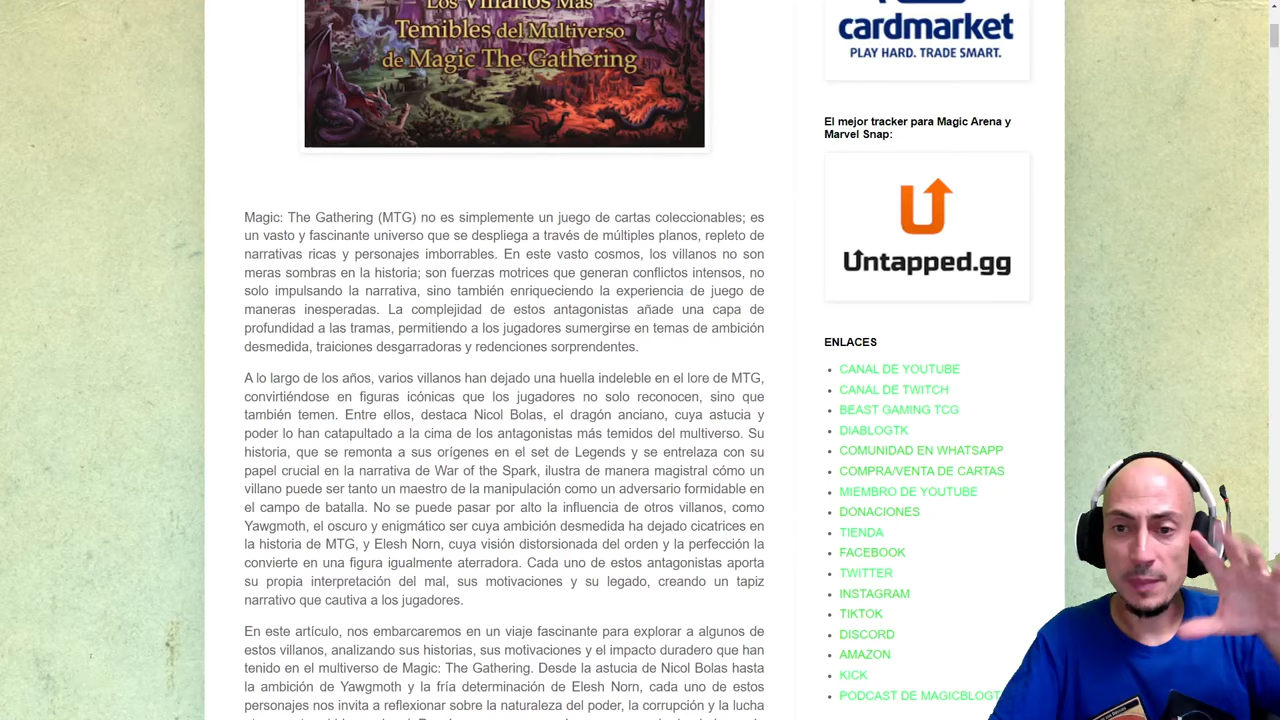 Los Villanos Más
Temibles del Multiverso
de Magic The Gathering
Magic: The Gathering (MTG) no es simplemente un juego de cartas coleccionables; es
un vasto y fascinante universo que se despliega a través de múltiples planos, repleto de
narrativas ricas y personajes imborrables. En este vasto cosmos, los villanos no son
meras sombras en la historia; son fuerzas motrices que generan conflictos intensos, no
solo impulsando la narrativa, sino también enriqueciendo la experiencia de juego de
maneras inesperadas. La complejidad de estos antagonistas añade una capa de
profundidad a las tramas, permitiendo a los jugadores sumergirse en temas de ambición
desmedida, traiciones desgarradoras y redenciones sorprendentes.
A lo largo de los años, varios villanos han dejado una huella indeleble en el lore de MTG,
convirtiéndose en figuras icónicas que los jugadores no solo reconocen, sino que
también temen. Entre ellos, destaca Nicol Bolas, el dragón anciano, cuya astucia y
poder lo han catapultado a la cima de los antagonistas más temidos del multiverso. Su
historia, que se remonta a sus orígenes en el set de Legends y se entrelaza con su
papel crucial en la narrativa de War of the Spark, ilustra de manera magistral cómo un
villano puede ser tanto un maestro de la manipulación como un adversario formidable en
el campo de batalla. No se puede pasar por alto la influencia de otros villanos, como
Yawgmoth, el oscuro y enigmático ser cuya ambición desmedida ha dejado cicatrices en
la historia de MTG, y Elesh Norn, cuya visión distorsionada del orden y la perfección la
convierte en una figura igualmente aterradora. Cada uno de estos antagonistas aporta
su propia interpretación del mal, sus motivaciones y su legado, creando un tapiz
narrativo que cautiva a los jugadores.
En este artículo, nos embarcaremos en un viaje fascinante para explorar a algunos de
estos villanos, analizando sus historias, sus motivaciones y el impacto duradero que han
tenido en el multiverso de Magic: The Gathering. Desde la astucia de Nicol Bolas hasta
la ambición de Yawgmoth y la fría determinación de Elesh Norn, cada uno de estos
personajes nos invita a reflexionar sobre la naturaleza del poder, la corrupción y la lucha
cardmarket
PLAY HARD. TRADE SMART.
El mejor tracker para Magic Arena y
Marvel Snap:
Untapped.gg
ENLACES
CANAL DE YOUTUBE
CANAL DE TWITCH
BEAST GAMING TCG
DIABLOGTK
COMUNIDAD EN WHATSAPP
COMPRA/VENTA DE CARTAS
MIEMBRO DE YOUTUBE
DONACIONES
TIENDA
FACEBOOK
TWITTER
INSTAGRAM
TIKTOK
DISCORD
AMAZON
KICK
PODCAST DE MAGICBLOGT